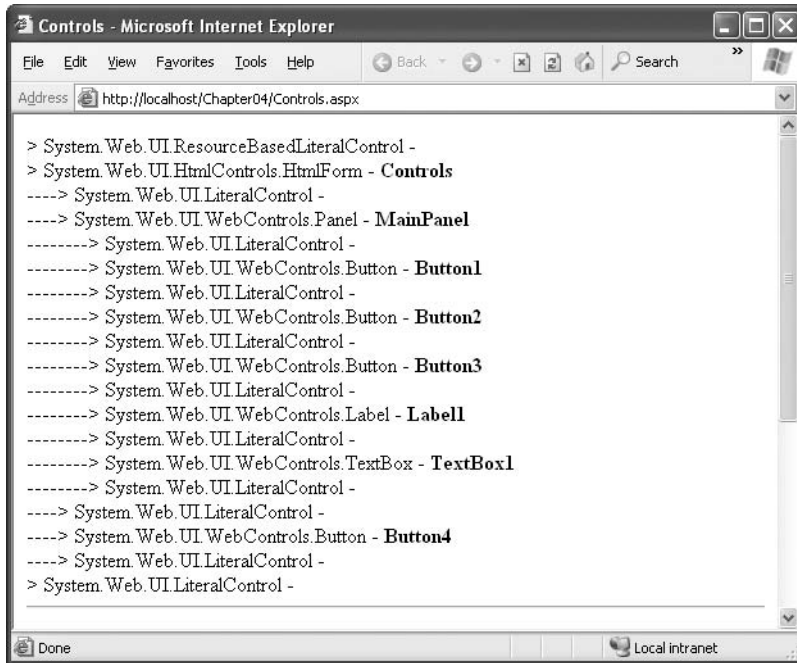 Controls - Microsoft Internet Explorer
File Edit View Favorites Tools Help Back Search »
Address http://localhost/Chapter04/Controls.aspx
> System.Web.UI.ResourceBasedLiteralControl -
> System.Web.UI.HtmlControls.HtmlForm - Controls
----> System.Web.UI.LiteralControl -
----> System.Web.UI.WebControls.Panel - MainPanel
--------> System.Web.UI.LiteralControl -
--------> System.Web.UI.WebControls.Button - Button1
--------> System.Web.UI.LiteralControl -
--------> System.Web.UI.WebControls.Button - Button2
--------> System.Web.UI.LiteralControl -
--------> System.Web.UI.WebControls.Button - Button3
--------> System.Web.UI.LiteralControl -
--------> System.Web.UI.WebControls.Label - Label1
--------> System.Web.UI.LiteralControl -
--------> System.Web.UI.WebControls.TextBox - TextBox1
--------> System.Web.UI.LiteralControl -
----> System.Web.UI.LiteralControl -
----> System.Web.UI.WebControls.Button - Button4
----> System.Web.UI.LiteralControl -
> System.Web.UI.LiteralControl -
Done Local intranet